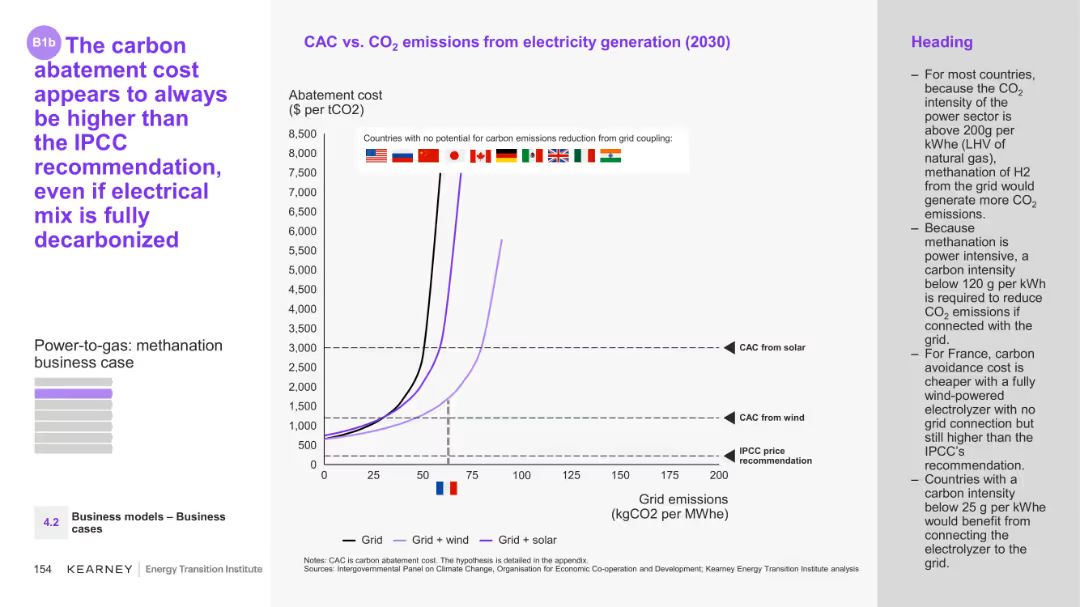 B1b The carbon
abatement cost
appears to always
be higher than
the IPCC
recommendation,
even if electrical
mix is fully
decarbonized
Power-to-gas: methanation
business case
4.2 Business models – Business
cases
154 KEARNEY Energy Transition Institute
CAC vs. CO2 emissions from electricity generation (2030)
Abatement cost
($ per tCO2)
8,500
8,000
7,500
7,000
6,500
6,000
5,500
5,000
4,500
4,000
3,500
3,000
2,500
2,000
1,500
1,000
500
0
Countries with no potential for carbon emissions reduction from grid coupling:
CAC from solar
CAC from wind
IPCC price
recommendation
0 25 50 75 100 125 150 175 200
Grid emissions
(kgCO2 per MWhe)
Grid Grid + wind Grid + solar
Notes: CAC is carbon abatement cost. The hypothesis is detailed in the appendix.
Sources: Intergovernmental Panel on Climate Change, Organisation for Economic Co-operation and Development; Kearney Energy Transition Institute analysis
Heading
– For most countries,
because the CO2
intensity of the
power sector is
above 200g per
kWhe (LHV of
natural gas),
methanation of H2
from the grid would
generate more CO2
emissions.
– Because
methanation is
power intensive, a
carbon intensity
below 120 g per kWh
is required to reduce
CO2 emissions if
connected with the
grid.
– For France, carbon
avoidance cost is
cheaper with a fully
wind-powered
electrolyzer with no
grid connection but
still higher than the
IPCC's
recommendation.
– Countries with a
carbon intensity
below 25 g per kWhe
would benefit from
connecting the
electrolyzer to the
grid.